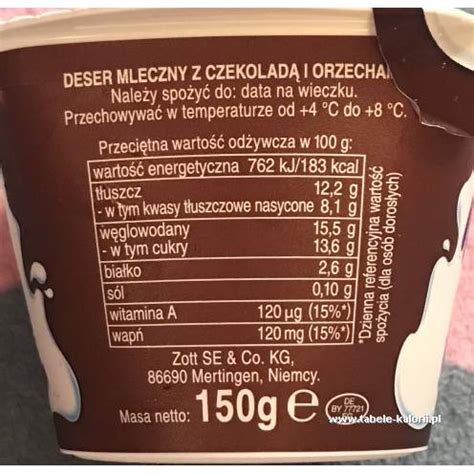 DESER MLECZNY Z CZEKOLADĄ I ORZECHA
Należy spożyć do: data na wieczku.
Przechowywać w temperaturze od +4 °C do +8 °C.
Przeciętna wartość odżywcza w 100 g:
wartość energetyczna 762 kJ/183 kcal
tłuszcz 12,2 g
- w tym kwasy tłuszczowe nasycone 8,1 g
węglowodany 15,5 g
- w tym cukry 13,6 g
białko 2,6 g
sól 0,10 g
witamina A 120 µg (15%*)
wapń 120 mg (15%*)
*Dzienna referencyjna wartość
spożycia (dla osób dorosłych)
Zott SE & Co. KG,
86690 Mertingen, Niemcy.
Masa netto: 150g e
DE
BY 77721
www.tabele-kalorii.pl